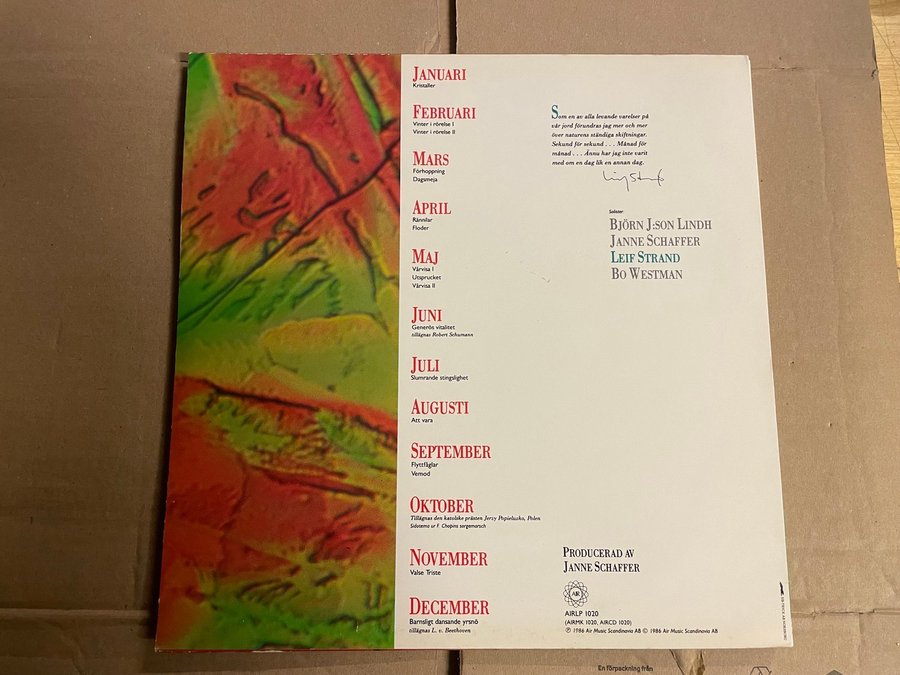 JANUARI
Kristaller
FEBRUARI
Vinter i rörelse I
Vinter i rörelse II
MARS
Förhoppning
Dagsmeja
APRIL
Rännilar
Floder
MAJ
Vårvisa I
Utsprucket
Vårvisa II
JUNI
Generös vitalitet
tillägnas Robert Schumann
JULI
Slumrande stingslighet
AUGUSTI
Att vara
SEPTEMBER
Flyttfåglar
Vemod
OKTOBER
Tillägnas den katolske prästen Jerzy Popieluszko, Polen
Sidotema ur F. Chopins sorgemarsch
NOVEMBER
Valse Triste
DECEMBER
Barnsligt dansande yrsnö
tillägnas L. v. Beethoven
Som en av alla levande varelser på
vår jord förundras jag mer och mer
över naturens ständiga skiftningar.
Sekund för sekund . . . Månad för
månad . . . Ännu har jag inte varit
med om en dag lik en annan dag.
Leif Strand
Solister:
BJÖRN J:SON LINDH
JANNE SCHAFFER
LEIF STRAND
BO WESTMAN
PRODUCERAD AV
JANNE SCHAFFER
AIR
AIRLP 1020
(AIRMK 1020, AIRCD 1020)
℗ 1986 Air Music Scandinavia AB © 1986 Air Music Scandinavia AB
En förpackning från